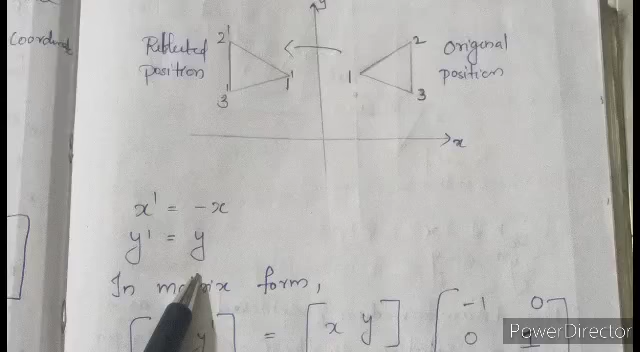 y
Coordinat
Reflected position
2'
1'
3'
2
1
3
Original position
x
x' = -x
y' = y
In matrix form,
y' ] = [ x y ] [ -1 0
0 1
PowerDirector